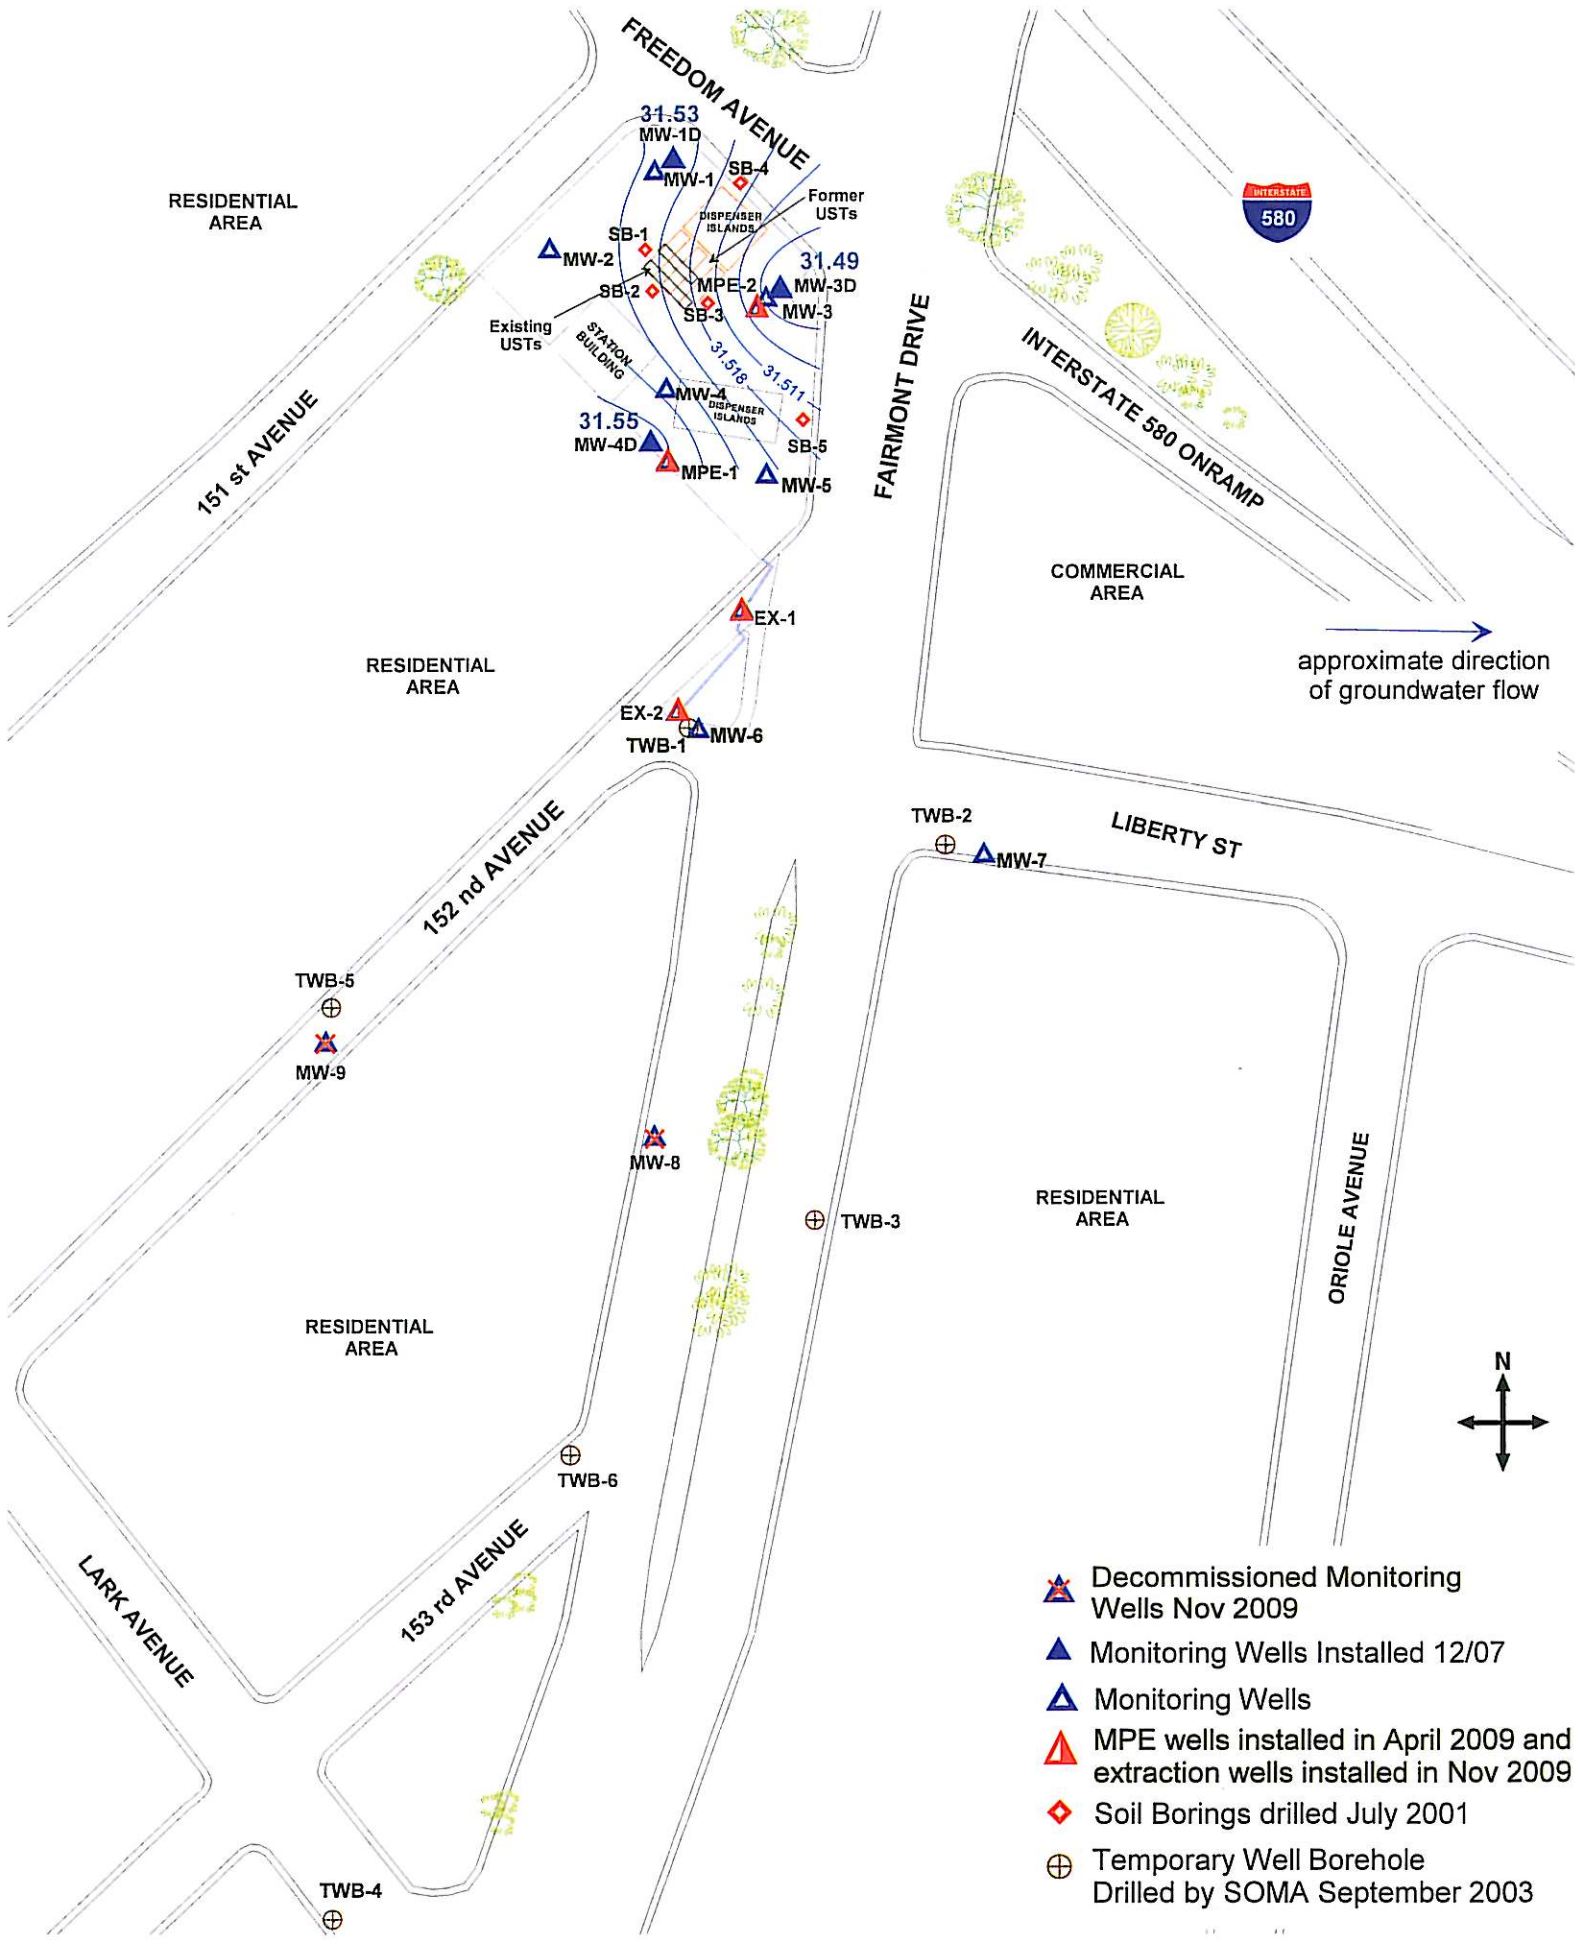 FREEDOM AVENUE
31.53
MW-1D
MW-1
SB-4
RESIDENTIAL
AREA
Former
USTs
DISPENSER
ISLANDS
INTERSTATE
580
SB-1
MW-2
31.49
MW-3D
SB-2
MPE-2
MW-3
SB-3
Existing
USTs
STATION
BUILDING
31.518
31.511
FAIRMONT DRIVE
INTERSTATE 580 ONRAMP
MW-4
DISPENSER
ISLANDS
31.55
MW-4D
SB-5
MPE-1
MW-5
151 st AVENUE
COMMERCIAL
AREA
EX-1
approximate direction
of groundwater flow
RESIDENTIAL
AREA
EX-2
TWB-1
MW-6
152 nd AVENUE
TWB-2
LIBERTY ST
MW-7
TWB-5
MW-9
MW-8
TWB-3
RESIDENTIAL
AREA
ORIOLE AVENUE
RESIDENTIAL
AREA
N
TWB-6
153 rd AVENUE
LARK AVENUE
Decommissioned Monitoring
Wells Nov 2009
Monitoring Wells Installed 12/07
Monitoring Wells
MPE wells installed in April 2009 and
extraction wells installed in Nov 2009
Soil Borings drilled July 2001
Temporary Well Borehole
Drilled by SOMA September 2003
TWB-4